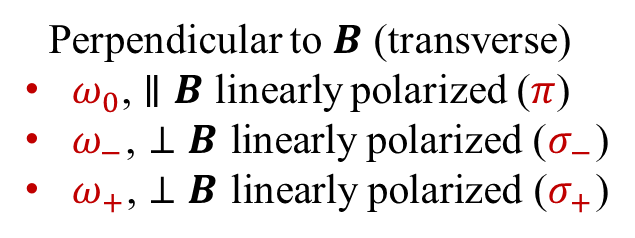 Perpendicular to B (transverse)
• ω₀, ∥ B linearly polarized (π)
• ω₋, ⊥ B linearly polarized (σ₋)
• ω₊, ⊥ B linearly polarized (σ₊)